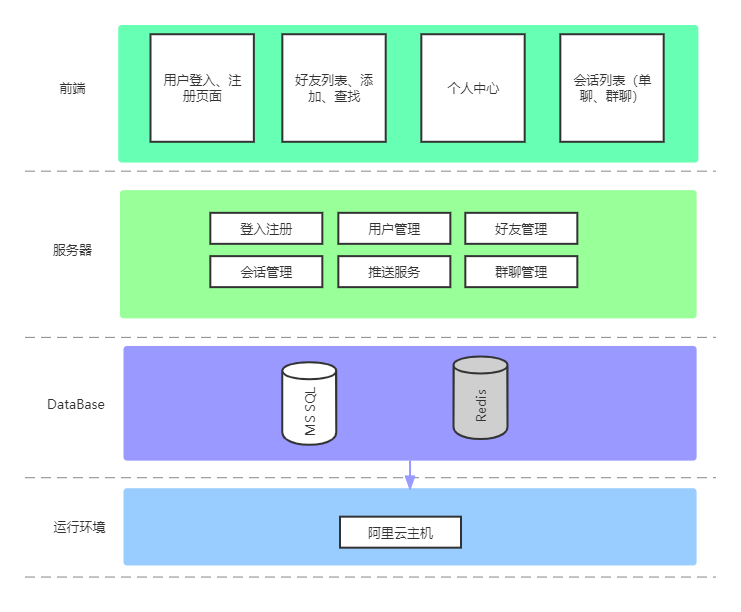 前端
用户登入、注
册页面
好友列表、添
加、查找
个人中心
会话列表（单
聊、群聊）
服务器
登入注册
用户管理
好友管理
会话管理
推送服务
群聊管理
DataBase
MS SQL
Redis
运行环境
阿里云主机